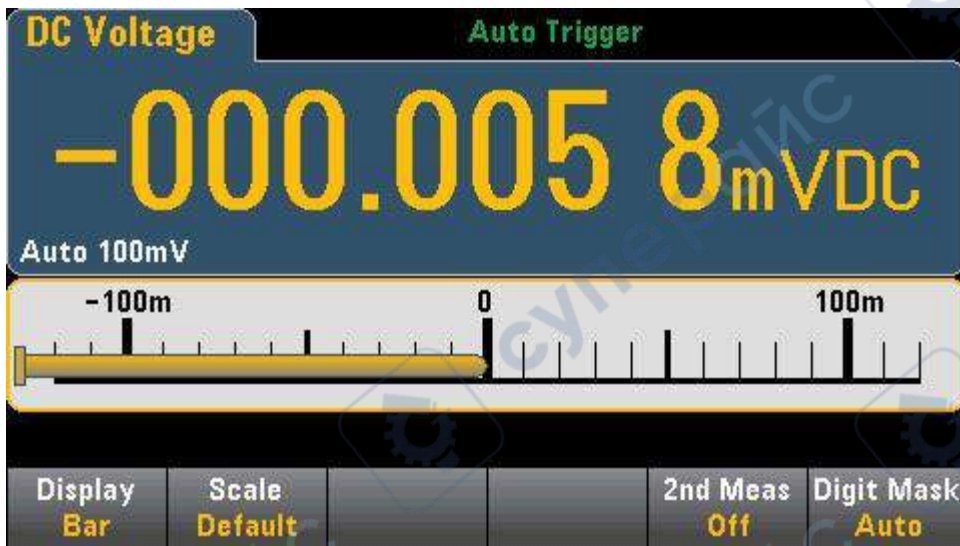 DC Voltage
Auto Trigger
-000.005 8mVDC
Auto 100mV
-100m 0 100m
Display Scale 2nd Meas Digit Mask
Bar Default Off Auto
суперайс